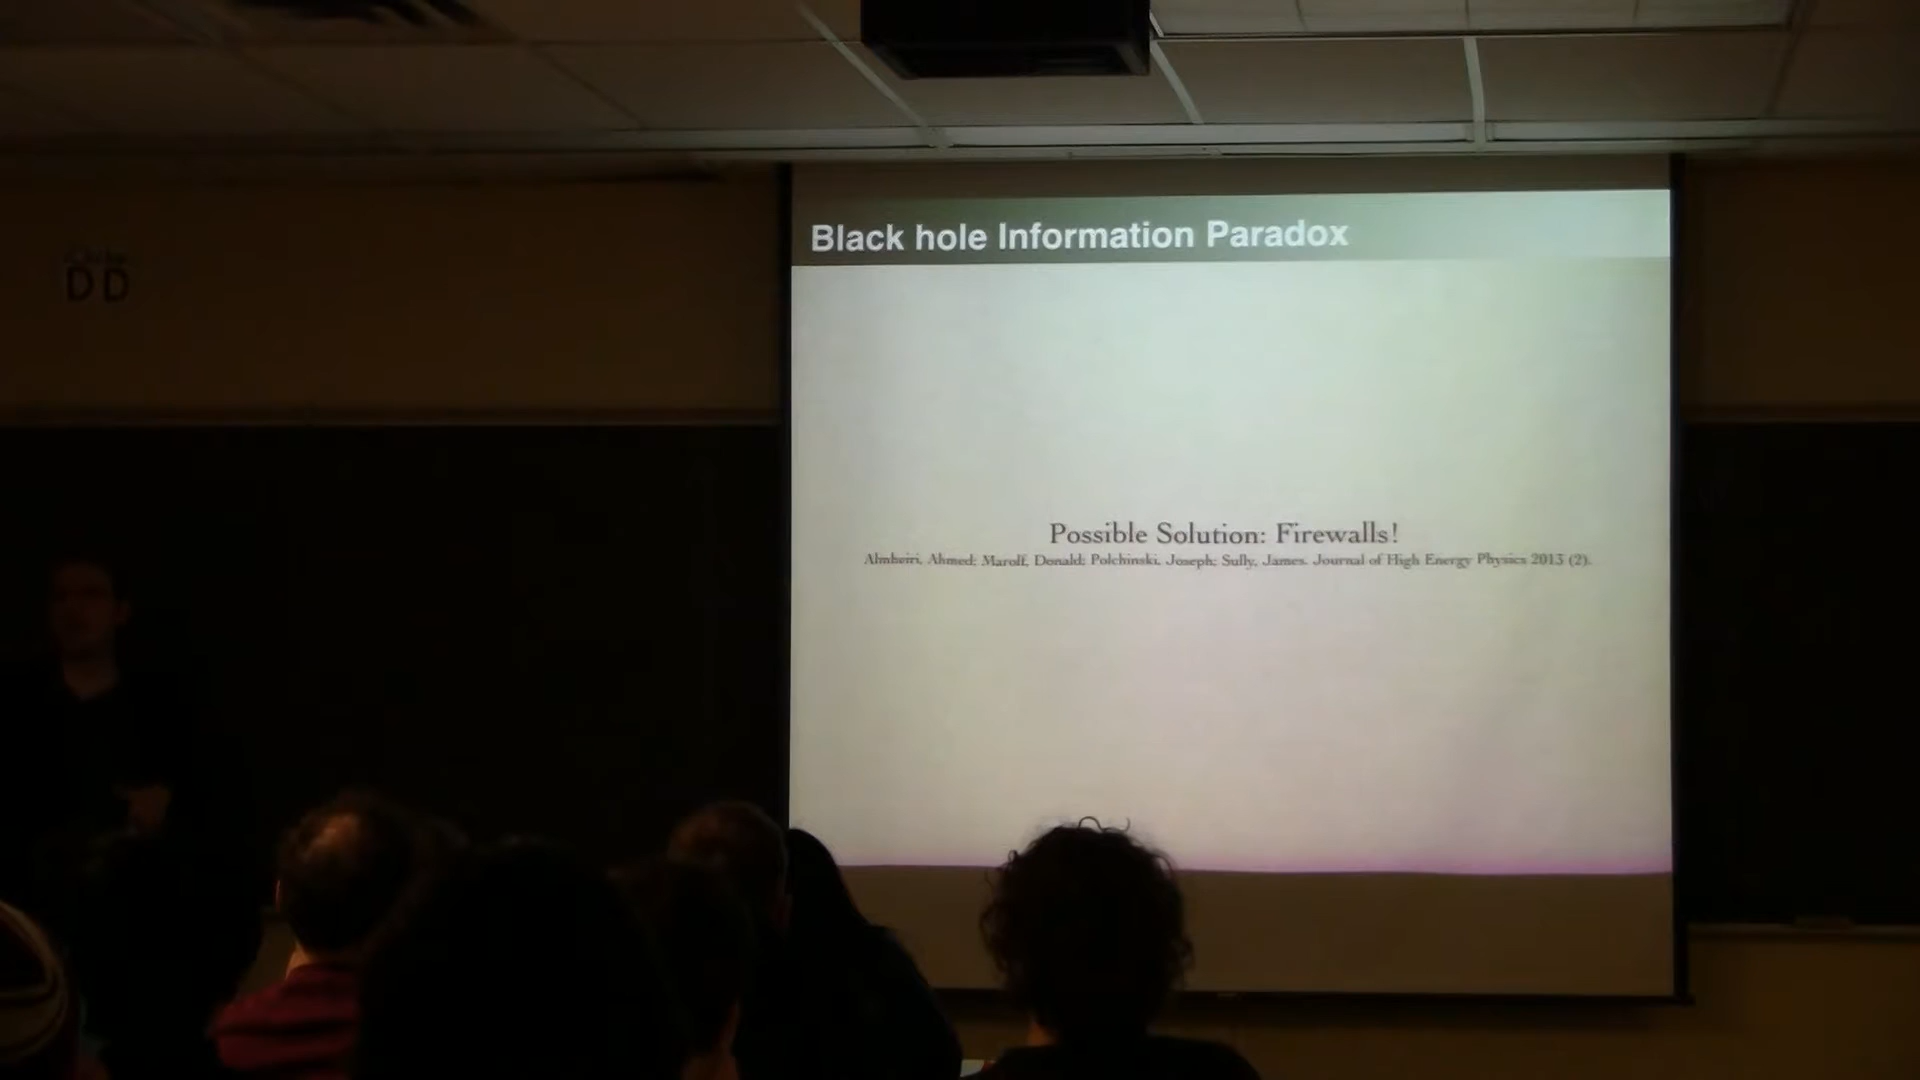 Black hole Information Paradox
DD
Possible Solution: Firewalls!
Almheiri, Ahmed; Marolf, Donald; Polchinski, Joseph; Sully, James. Journal of High Energy Physics 2013 (2).